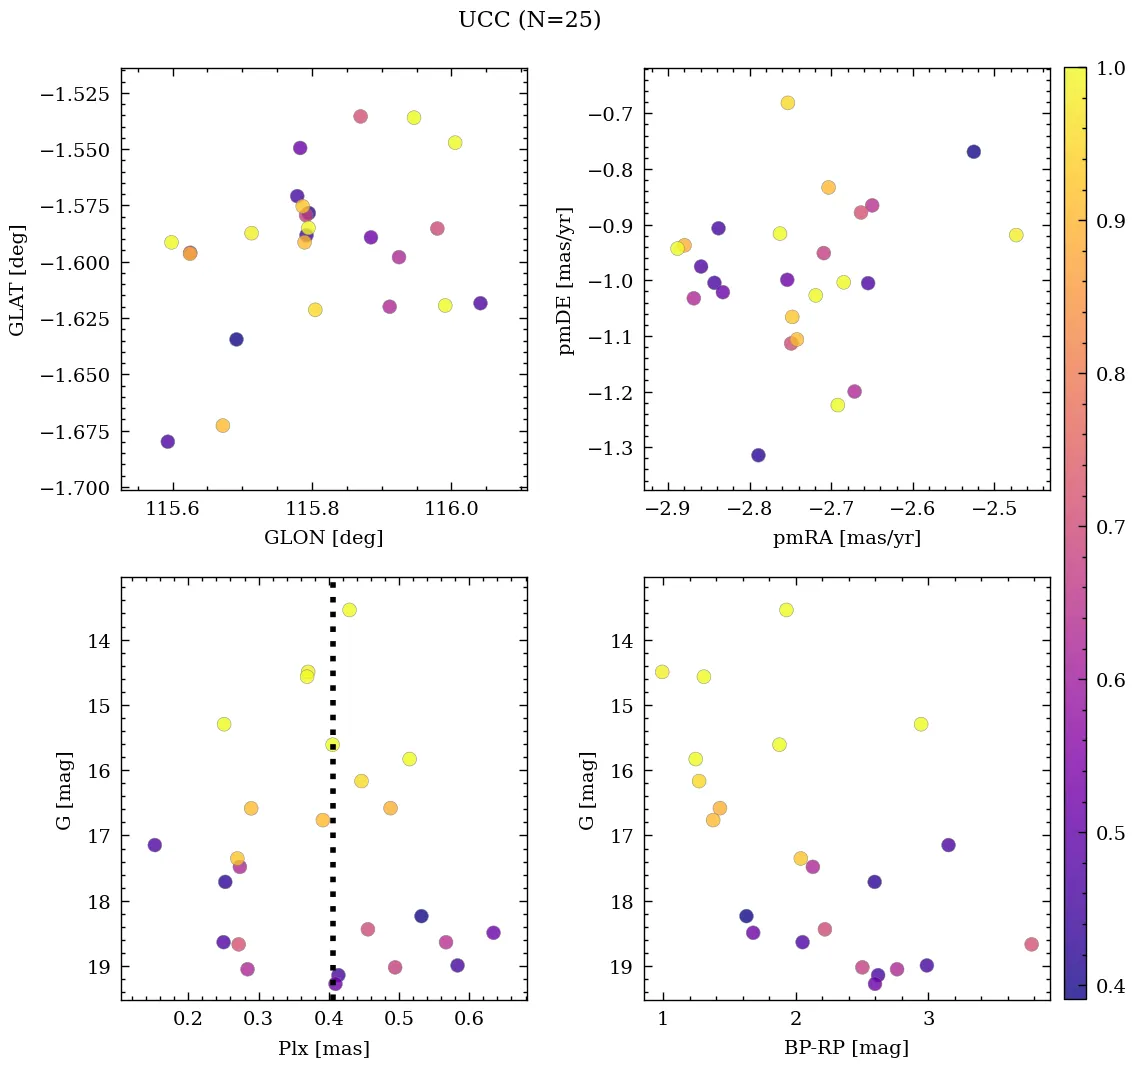 UCC (N=25)
−1.525
−1.550
−1.575
−1.600
−1.625
−1.650
−1.675
−1.700
GLAT [deg]
115.6 115.8 116.0
GLON [deg]
−0.7
−0.8
−0.9
−1.0
−1.1
−1.2
−1.3
pmDE [mas/yr]
−2.9 −2.8 −2.7 −2.6 −2.5
pmRA [mas/yr]
14
15
16
17
18
19
G [mag]
0.2 0.3 0.4 0.5 0.6
Plx [mas]
14
15
16
17
18
19
G [mag]
1 2 3
BP-RP [mag]
1.0
0.9
0.8
0.7
0.6
0.5
0.4